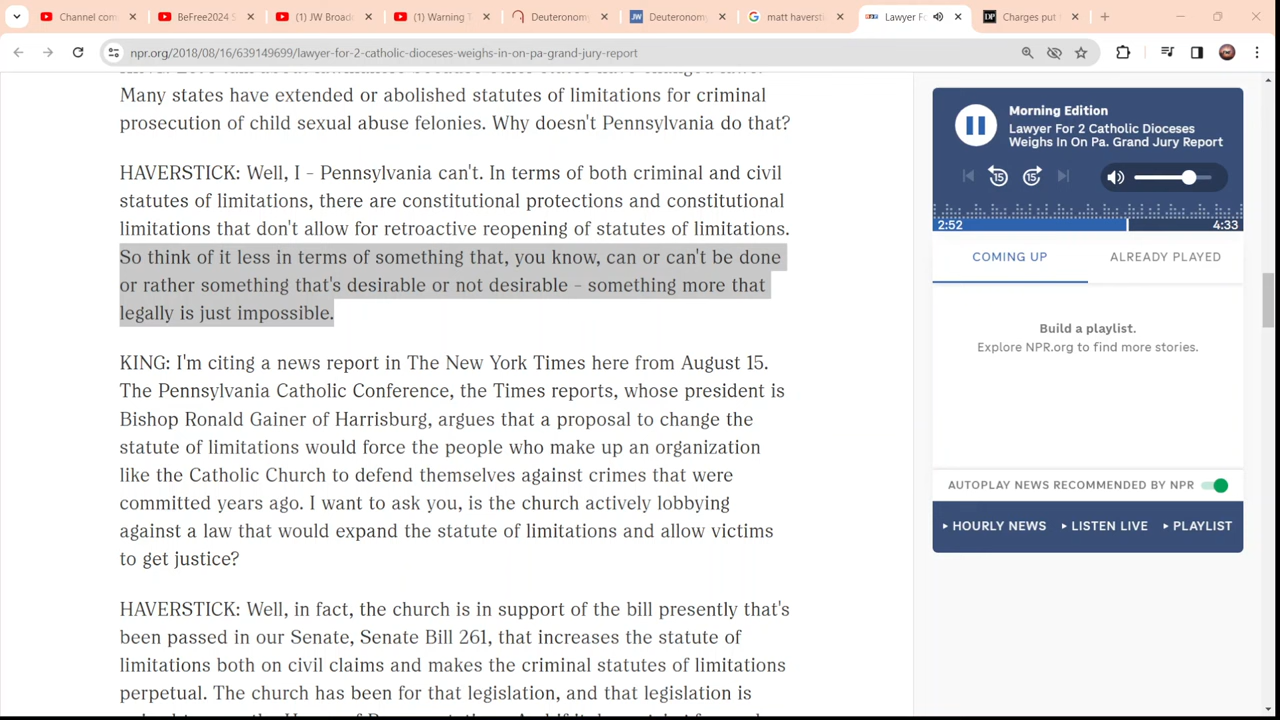 Channel com
BeFree2024 S
(1) JW Broad
(1) Warning T
Deuteronom
Deuteronom
matt haversti
Lawyer Fo
Charges put
npr.org/2018/08/16/639149699/lawyer-for-2-catholic-dioceses-weighs-in-on-pa-grand-jury-report
Many states have extended or abolished statutes of limitations for criminal
prosecution of child sexual abuse felonies. Why doesn't Pennsylvania do that?
HAVERSTICK: Well, I – Pennsylvania can't. In terms of both criminal and civil
statutes of limitations, there are constitutional protections and constitutional
limitations that don't allow for retroactive reopening of statutes of limitations.
So think of it less in terms of something that, you know, can or can't be done
or rather something that's desirable or not desirable – something more that
legally is just impossible.
KING: I'm citing a news report in The New York Times here from August 15.
The Pennsylvania Catholic Conference, the Times reports, whose president is
Bishop Ronald Gainer of Harrisburg, argues that a proposal to change the
statute of limitations would force the people who make up an organization
like the Catholic Church to defend themselves against crimes that were
committed years ago. I want to ask you, is the church actively lobbying
against a law that would expand the statute of limitations and allow victims
to get justice?
HAVERSTICK: Well, in fact, the church is in support of the bill presently that's
been passed in our Senate, Senate Bill 261, that increases the statute of
limitations both on civil claims and makes the criminal statutes of limitations
perpetual. The church has been for that legislation, and that legislation is
Morning Edition
Lawyer For 2 Catholic Dioceses
Weighs In On Pa. Grand Jury Report
15
15
2:52
4:33
COMING UP
ALREADY PLAYED
Build a playlist.
Explore NPR.org to find more stories.
AUTOPLAY NEWS RECOMMENDED BY NPR
HOURLY NEWS
LISTEN LIVE
PLAYLIST